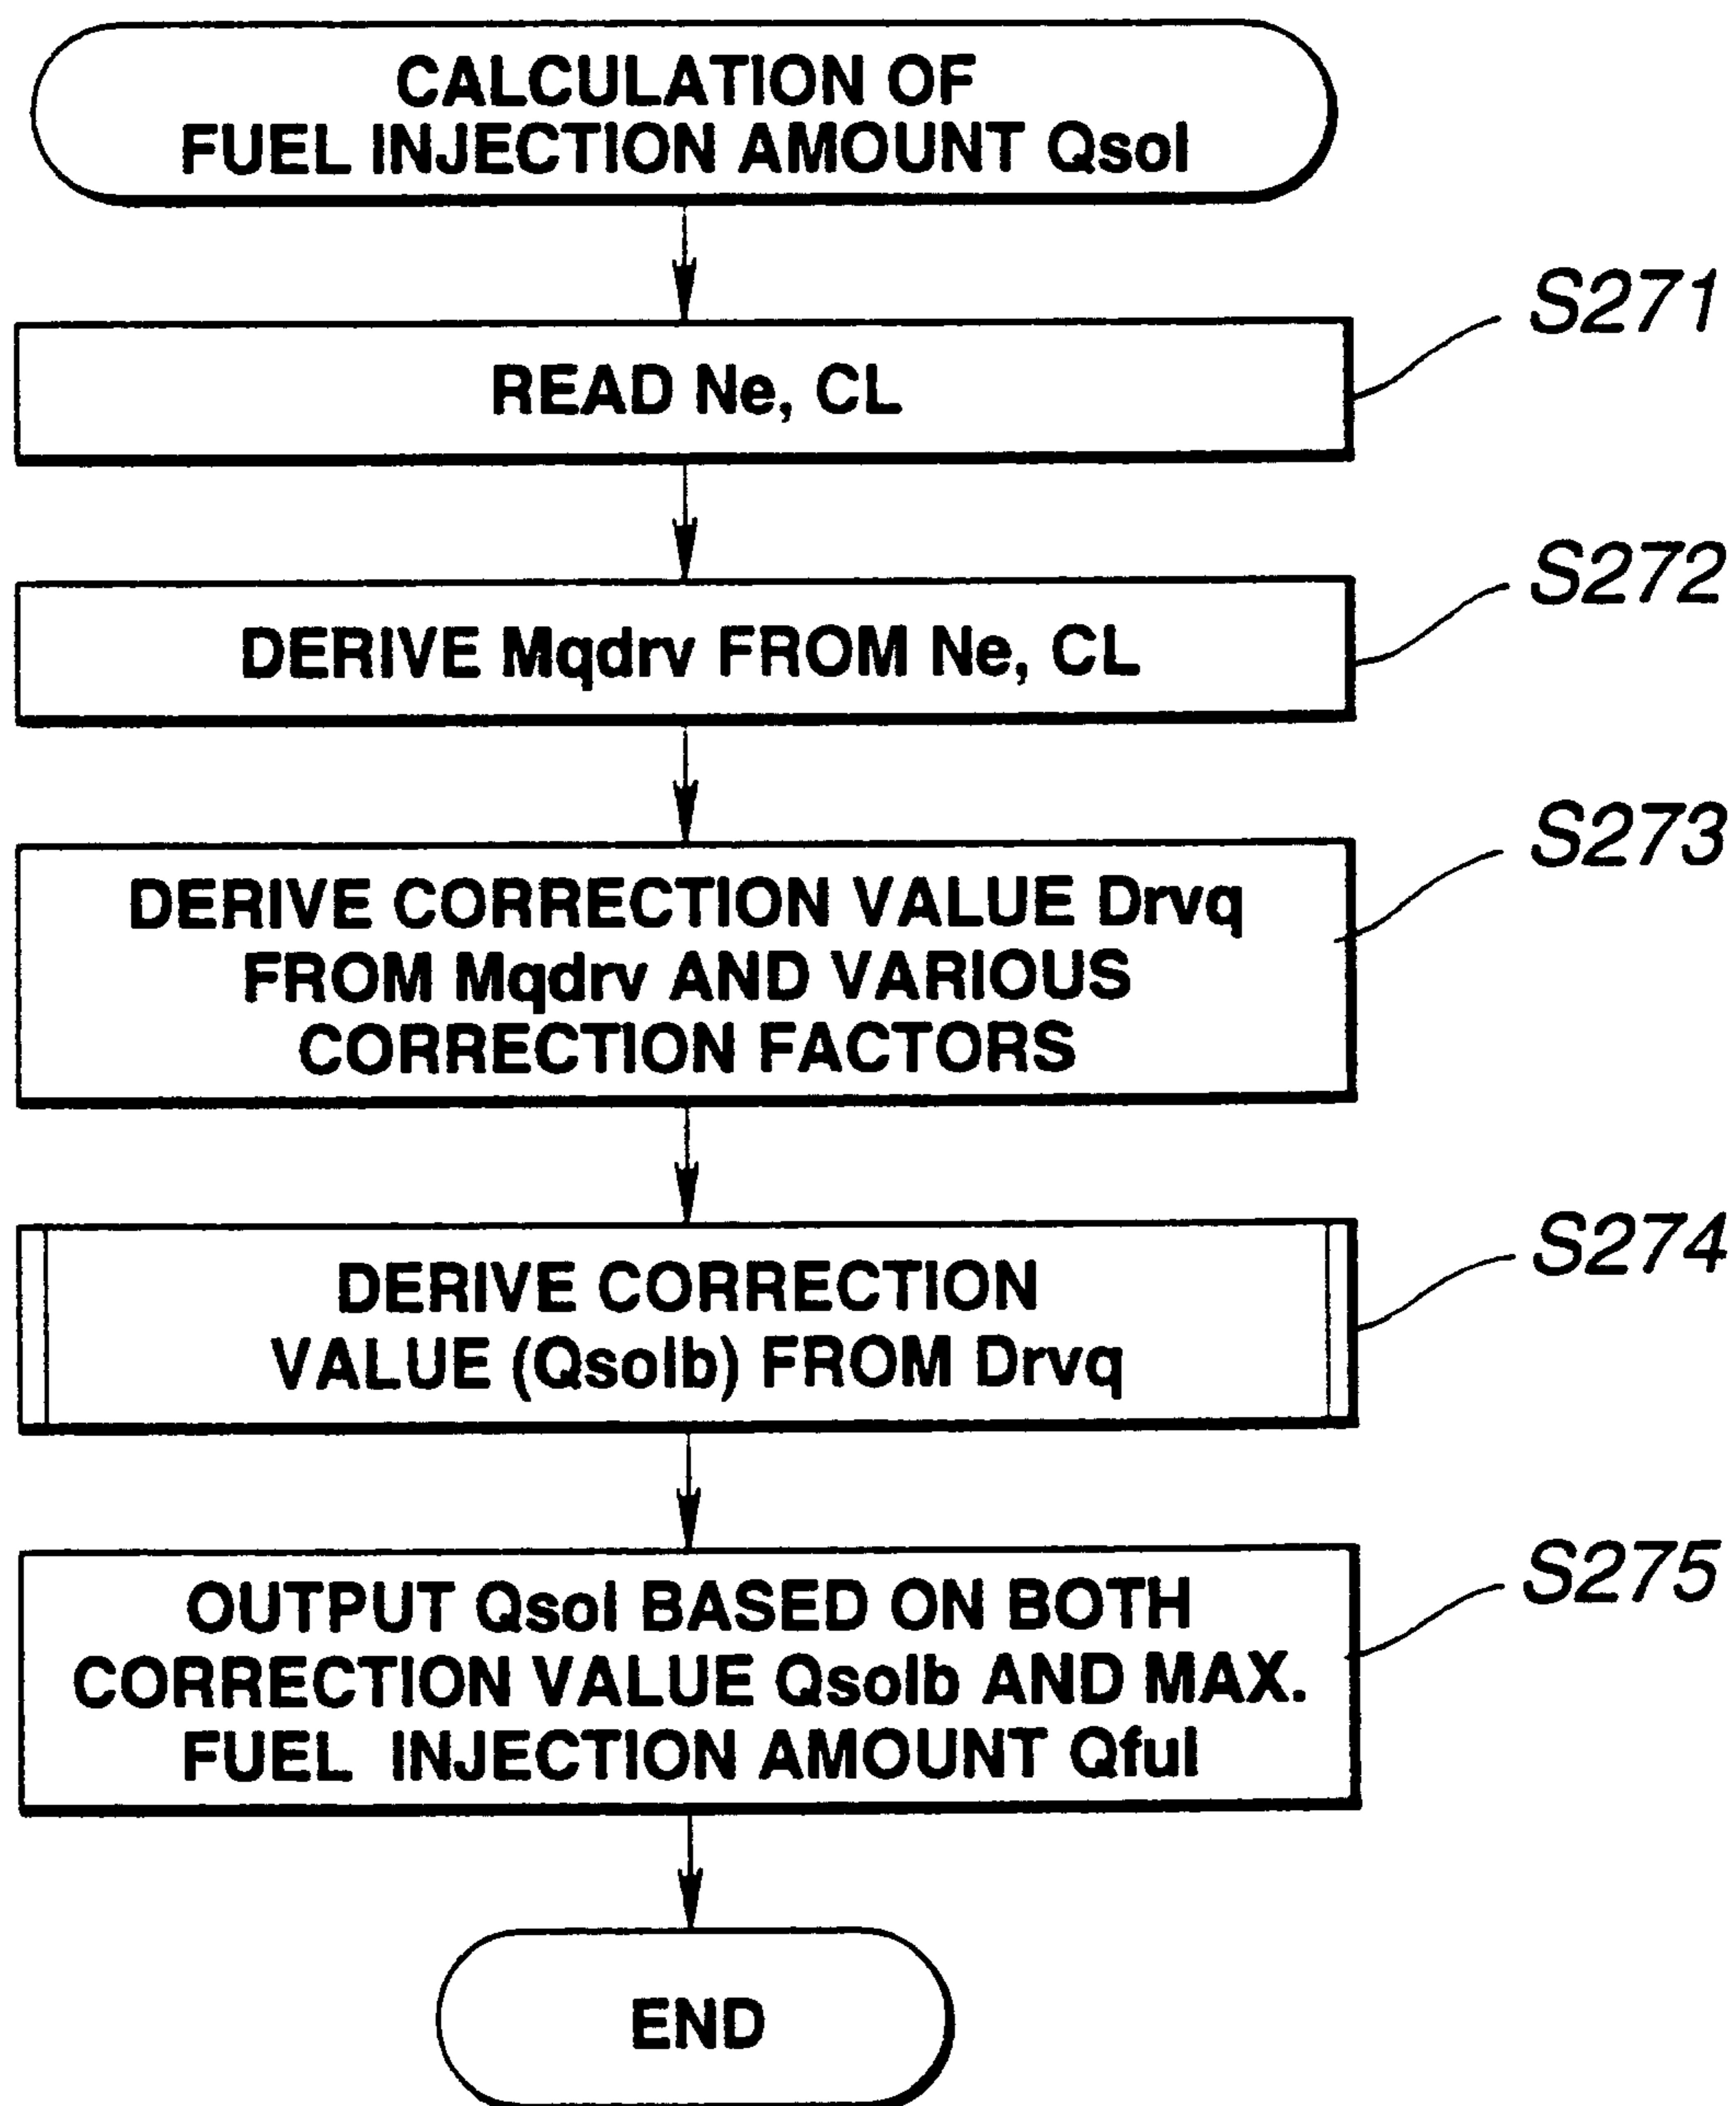 CALCULATION OF
FUEL INJECTION AMOUNT Qsol
S271
READ Ne, CL
S272
DERIVE Mqdrv FROM Ne, CL
S273
DERIVE CORRECTION VALUE Drvq
FROM Mqdrv AND VARIOUS
CORRECTION FACTORS
S274
DERIVE CORRECTION
VALUE (Qsolb) FROM Drvq
S275
OUTPUT Qsol BASED ON BOTH
CORRECTION VALUE Qsolb AND MAX.
FUEL INJECTION AMOUNT Qful
END